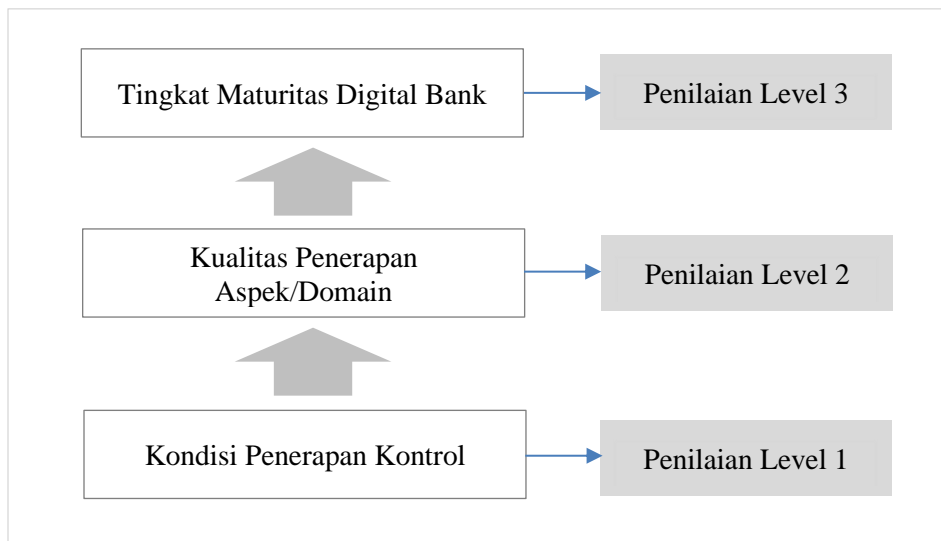 Tingkat Maturitas Digital Bank
Penilaian Level 3
Kualitas Penerapan
Aspek/Domain
Penilaian Level 2
Kondisi Penerapan Kontrol
Penilaian Level 1